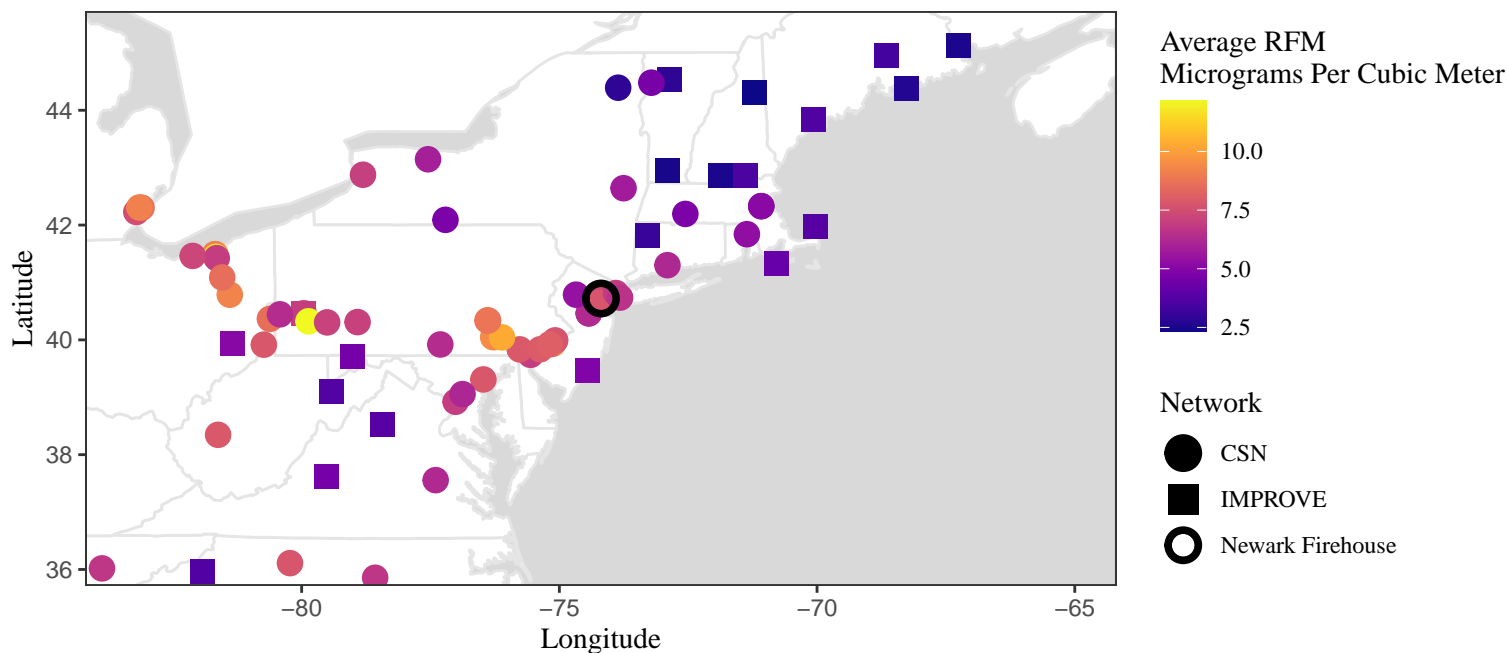 Latitude
44
42
40
38
36
−80
−75
−70
−65
Longitude
Average RFM
Micrograms Per Cubic Meter
10.0
7.5
5.0
2.5
Network
CSN
IMPROVE
Newark Firehouse